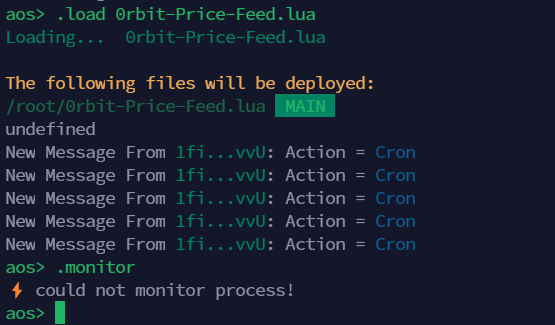 aos> .load 0rbit-Price-Feed.lua
Loading... 0rbit-Price-Feed.lua
The following files will be deployed:
/root/0rbit-Price-Feed.lua MAIN
undefined
New Message From 1fi...vvU: Action = Cron
New Message From 1fi...vvU: Action = Cron
New Message From 1fi...vvU: Action = Cron
New Message From 1fi...vvU: Action = Cron
New Message From 1fi...vvU: Action = Cron
aos> .monitor
⚡ could not monitor process!
aos>